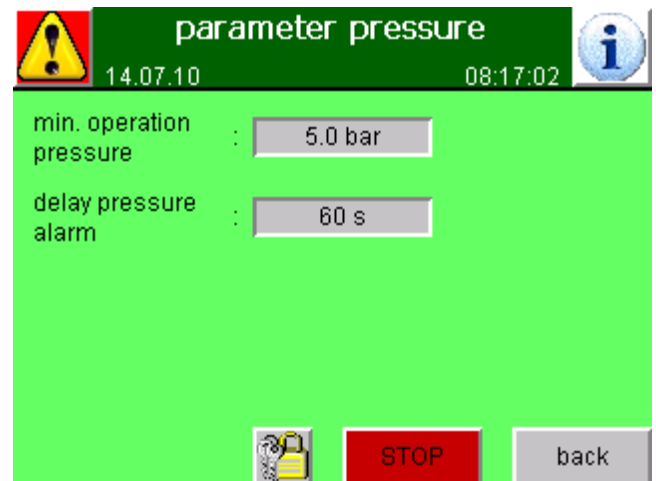 parameter pressure
14.07.10 08:17:02
min. operation
pressure : 5.0 bar
delay pressure
alarm : 60 s
STOP back